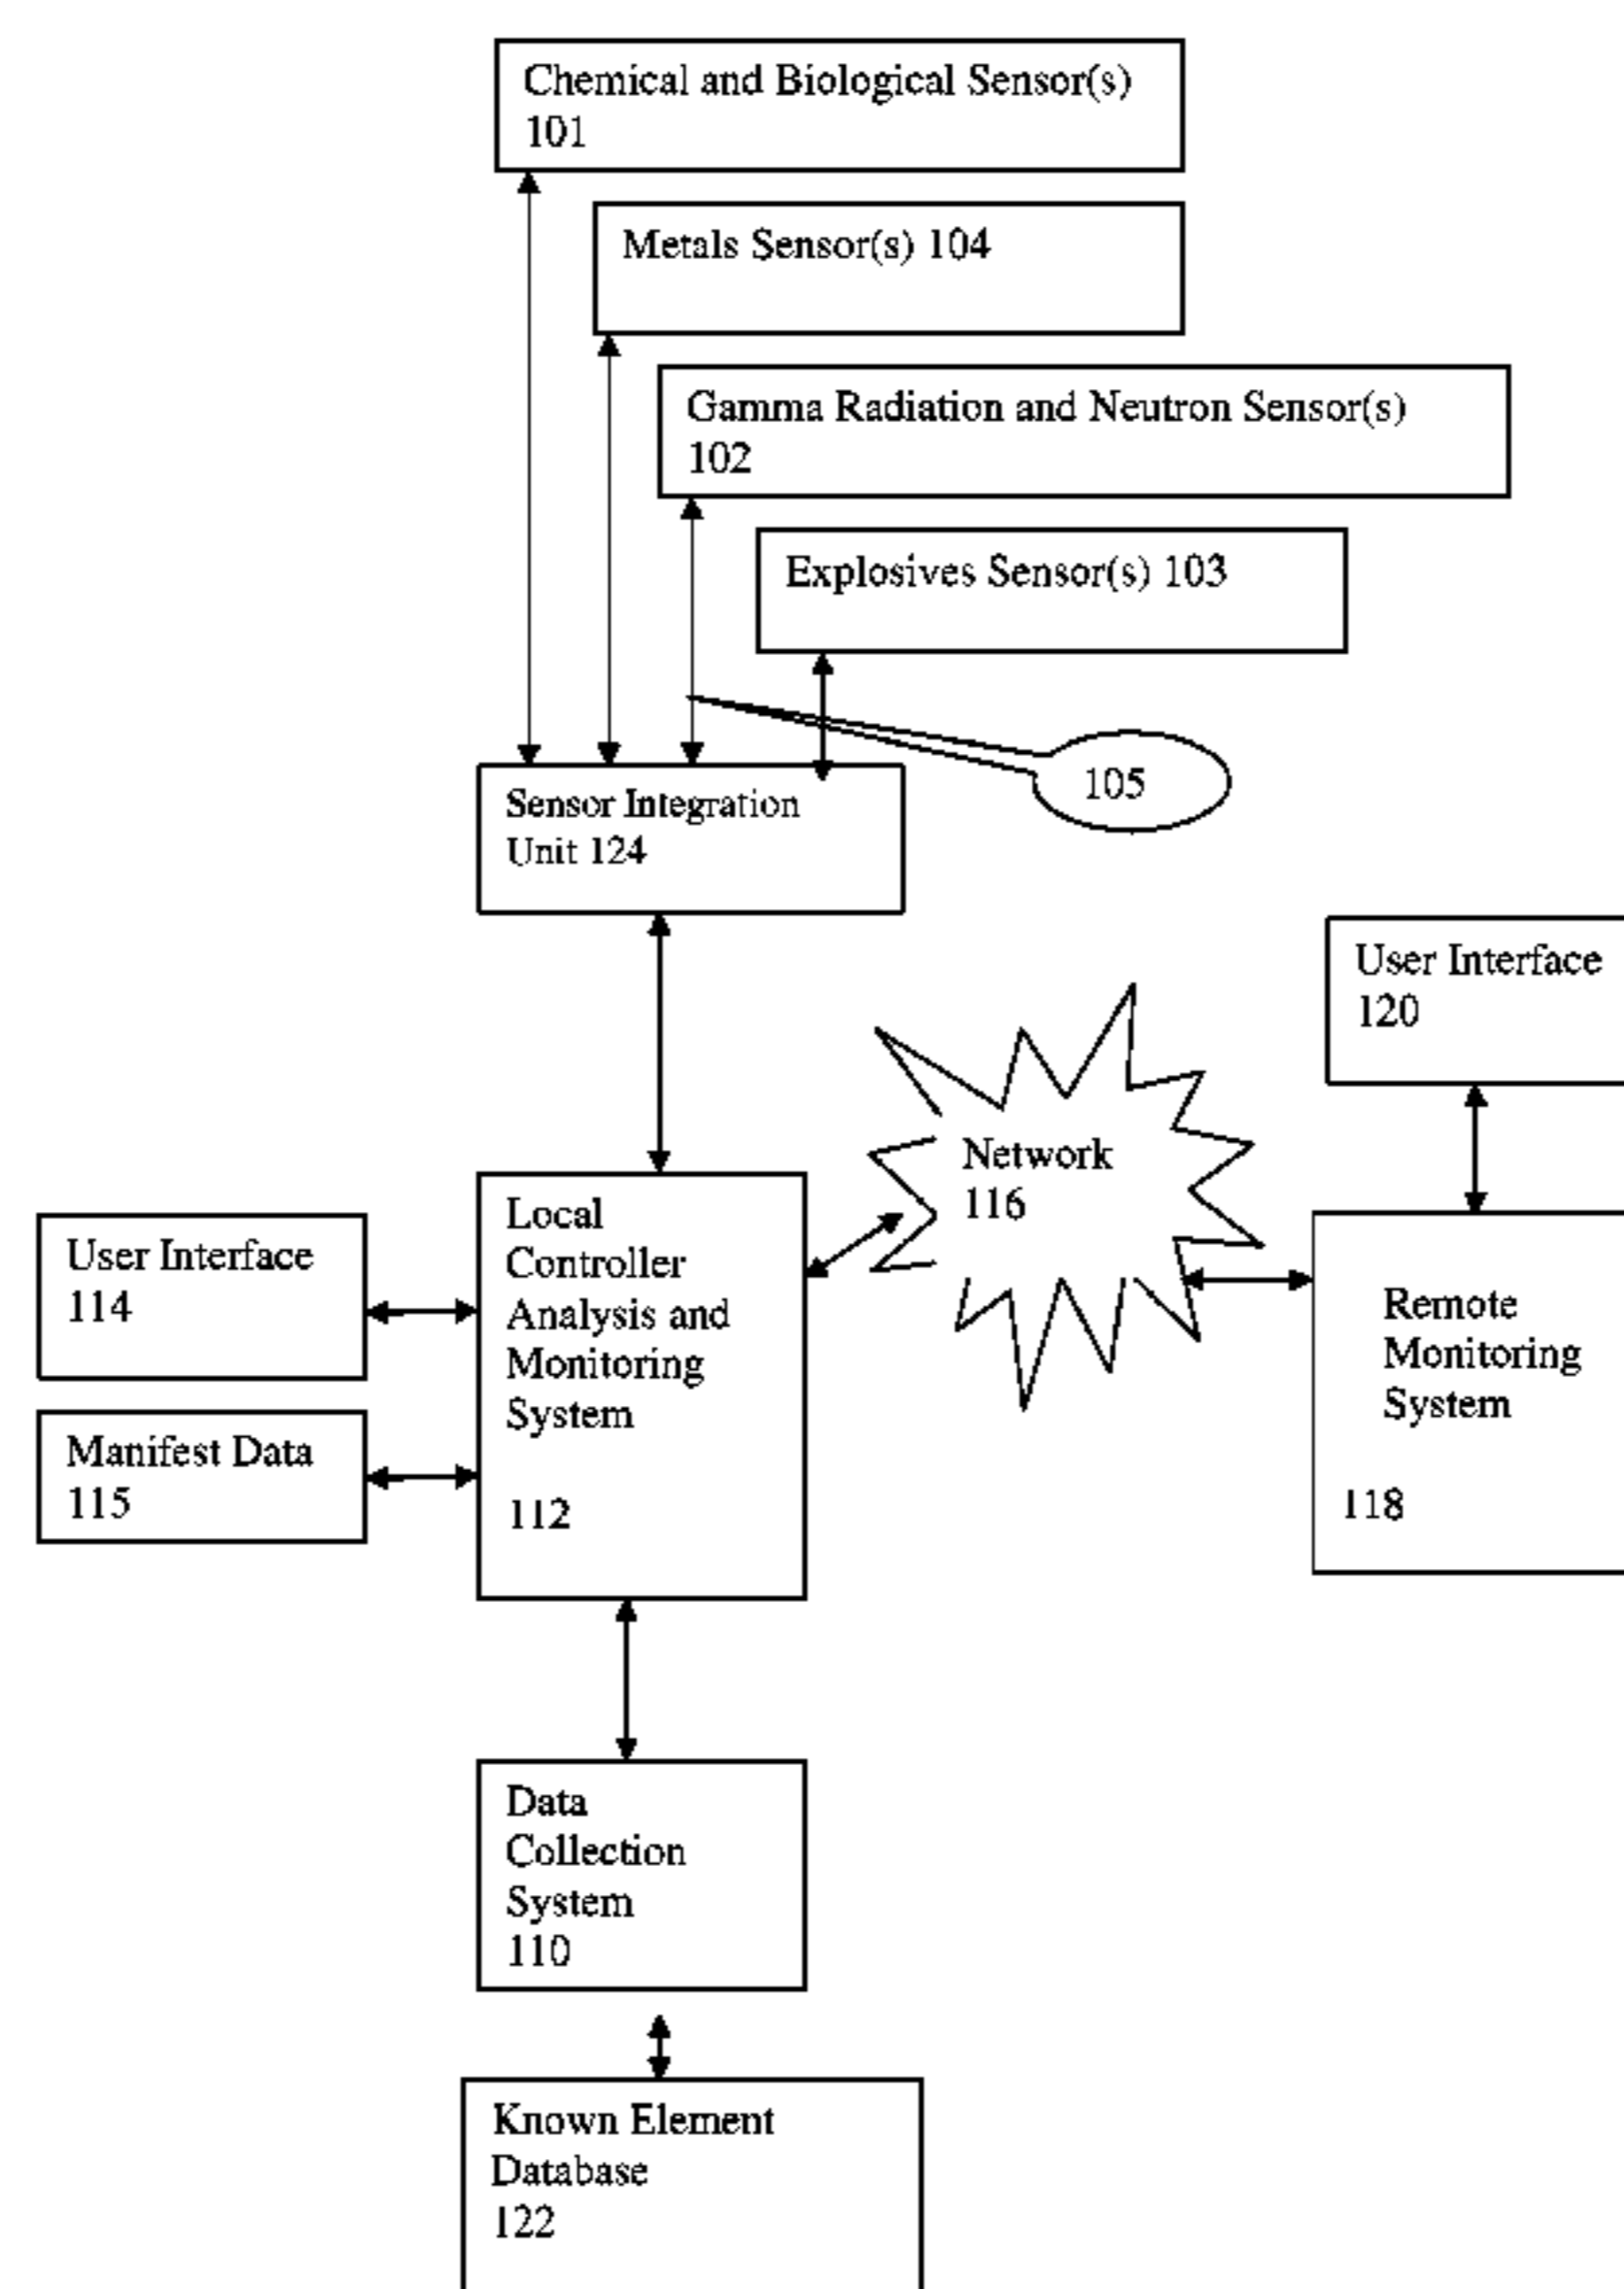 Chemical and Biological Sensor(s)
101
Metals Sensor(s) 104
Gamma Radiation and Neutron Sensor(s)
102
Explosives Sensor(s) 103
105
Sensor Integration
Unit 124
User Interface
120
Network
116
Local
Controller
Analysis and
Monitoring
System
112
User Interface
114
Manifest Data
115
Remote
Monitoring
System
118
Data
Collection
System
110
Known Element
Database
122